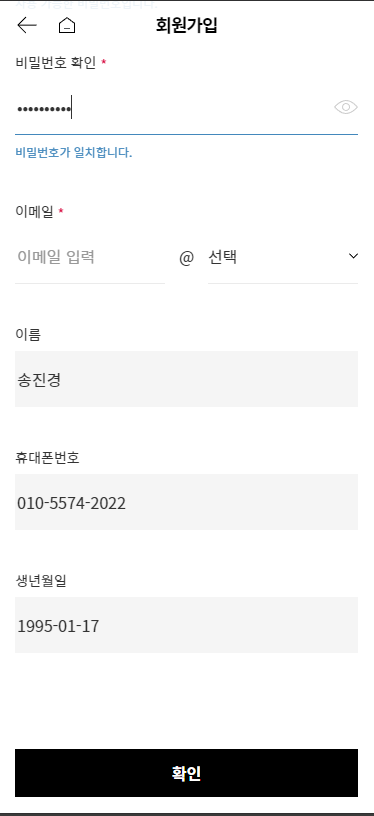 회원가입
비밀번호 확인 *
••••••••••
비밀번호가 일치합니다.
이메일 *
이메일 입력 @ 선택
이름
송진경
휴대폰번호
010-5574-2022
생년월일
1995-01-17
확인